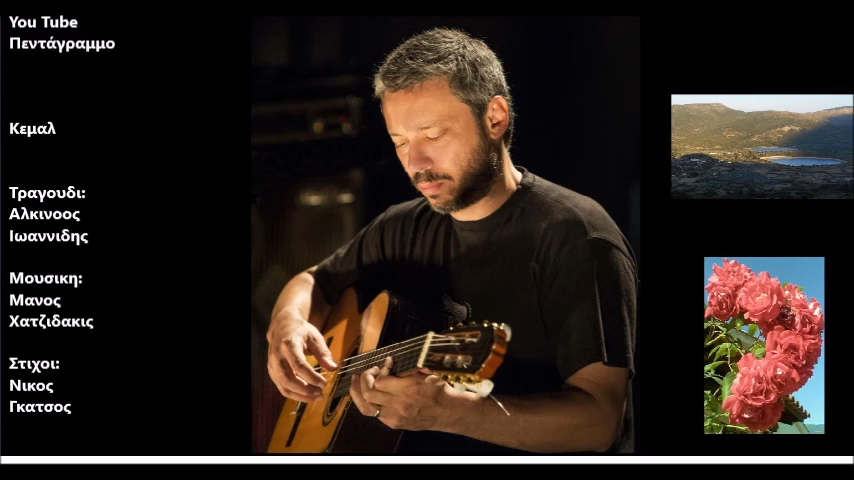 You Tube
Πεντάγραμμο
Κεμαλ
Τραγουδι:
Αλκινοος
Ιωαννιδης
Μουσικη:
Μανος
Χατζιδακις
Στιχοι:
Νικος
Γκατσος